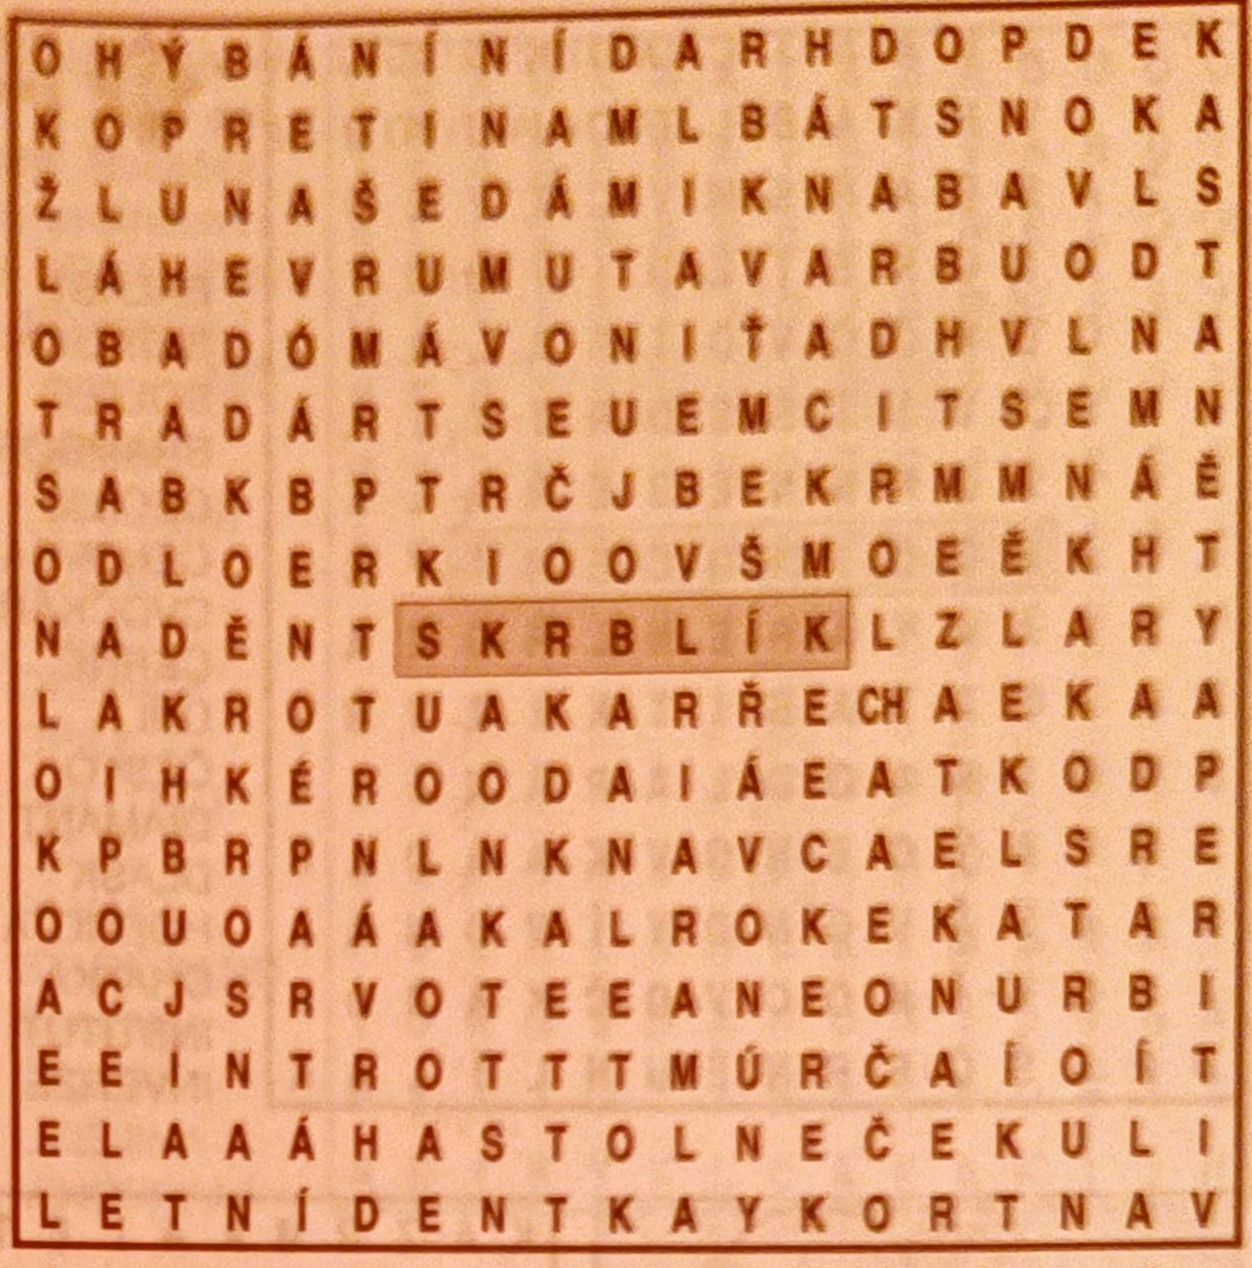 O H Ý B Á N Í N Í D A R H D O P D E K
K O P R E T I N A M L B Á T S N O K A
Ž L U N A Š E D Á M I K N A B A V L S
L Á H E V R U M U T A V A R B U O D T
O B A D Ó M Á V O N I Ť A D H V L N A
T R A D Á R T S E U E M C I T S E M N
S A B K B P T R Č J B E K R M M N Á Ě
O D L O E R K I O O V Š M O E Ě K H T
N A D Ě N T S K R B L Í K L Z L A R Y
L A K R O T U A K A R Ř E CH A E K A A
O I H K É R O O D A I Á E A T K O D P
K P B R P N L N K N A V C A E L S R E
O O U O A Á A K A L R O K E K A T A R
A C J S R V O T E E A N E O N U R B I
E E I N T R O T T T M Ú R Č A Í O Í T
E L A A Á H A S T O L N E Č E K U L I
L E T N Í D E N T K A Y K O R T N A V